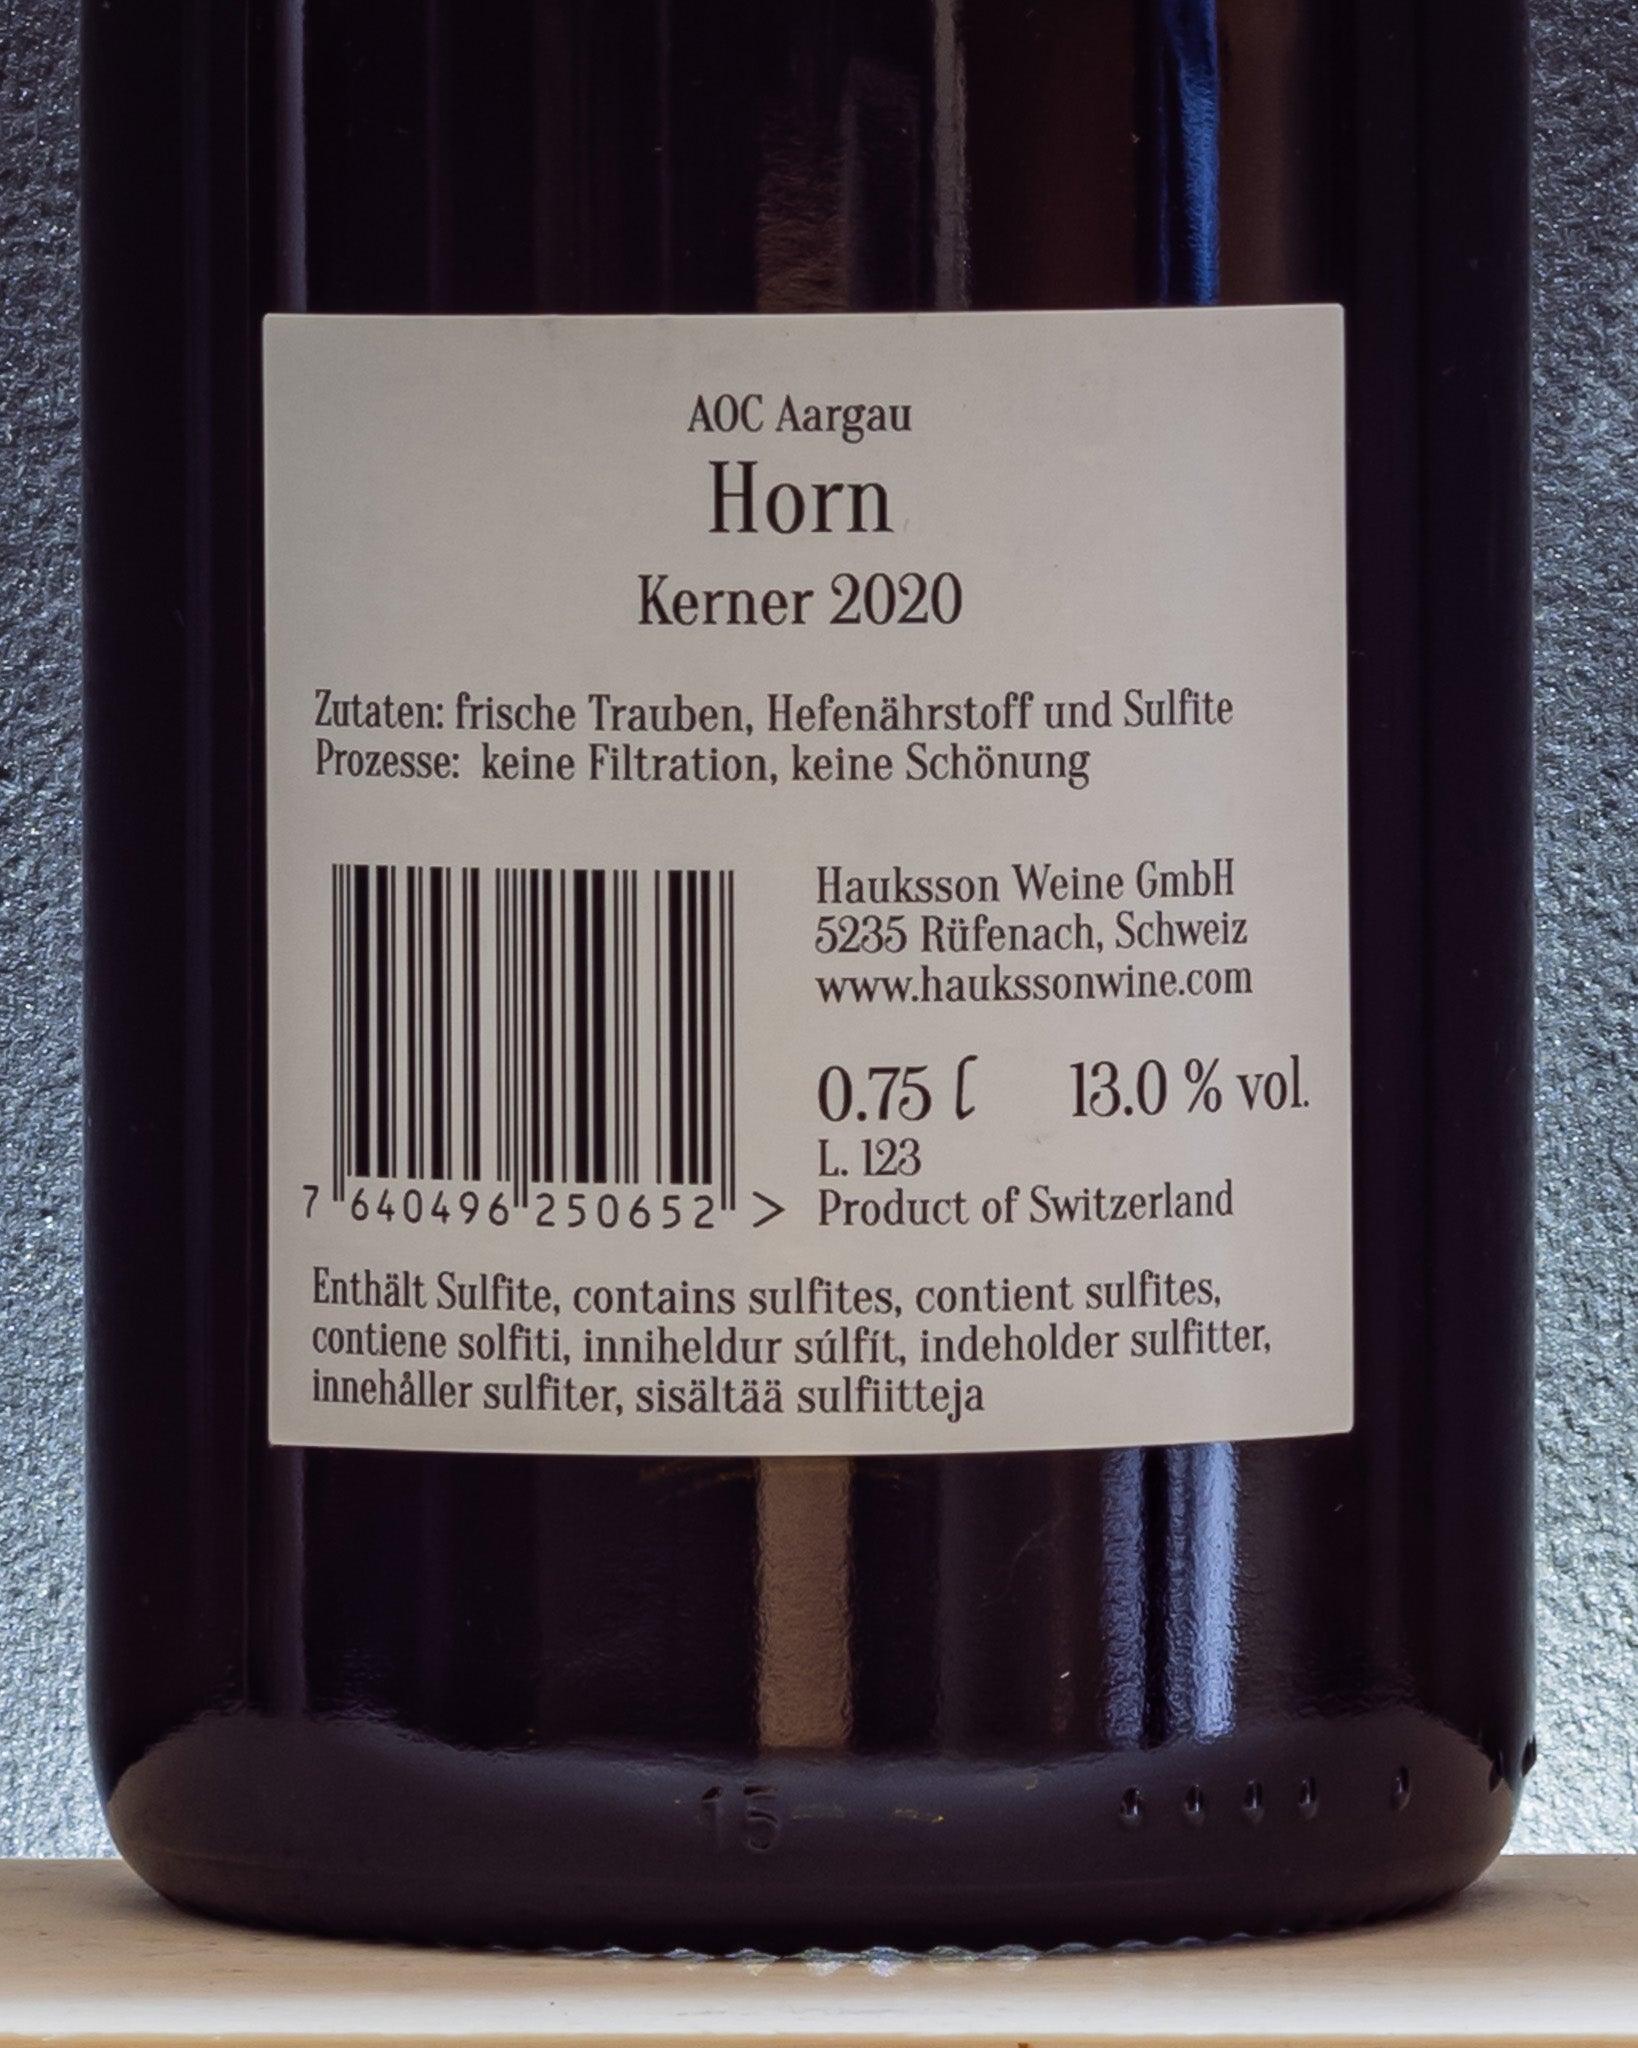 AOC Aargau
Horn
Kerner 2020
Zutaten: frische Trauben, Hefenährstoff und Sulfite
Prozesse: keine Filtration, keine Schönung
Hauksson Weine GmbH
5235 Rüfenach, Schweiz
www.haukssonwine.com
0.75 l 13.0 % vol.
L. 123
Product of Switzerland
7 640496 250652 >
Enthält Sulfite, contains sulfites, contient sulfites,
contiene solfiti, inniheldur súlfít, indeholder sulfitter,
innehåller sulfiter, sisältää sulfiitteja
15